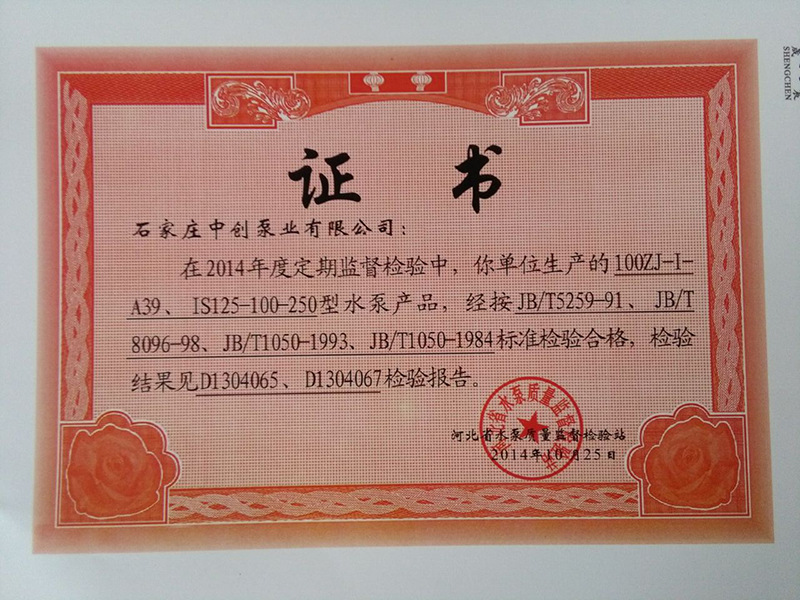 证 书
石家庄中创泵业有限公司：
在2014年度定期监督检验中，你单位生产的100ZJ-I-
A39、IS125-100-250型水泵产品，经按JB/T5259-91、JB/T
8096-98、JB/T1050-1993、JB/T1050-1984标准检验合格，检验
结果见D1304065、D1304067检验报告。
河北省水泵质量监督检验站
2014年10月25日
SHENGCHEN